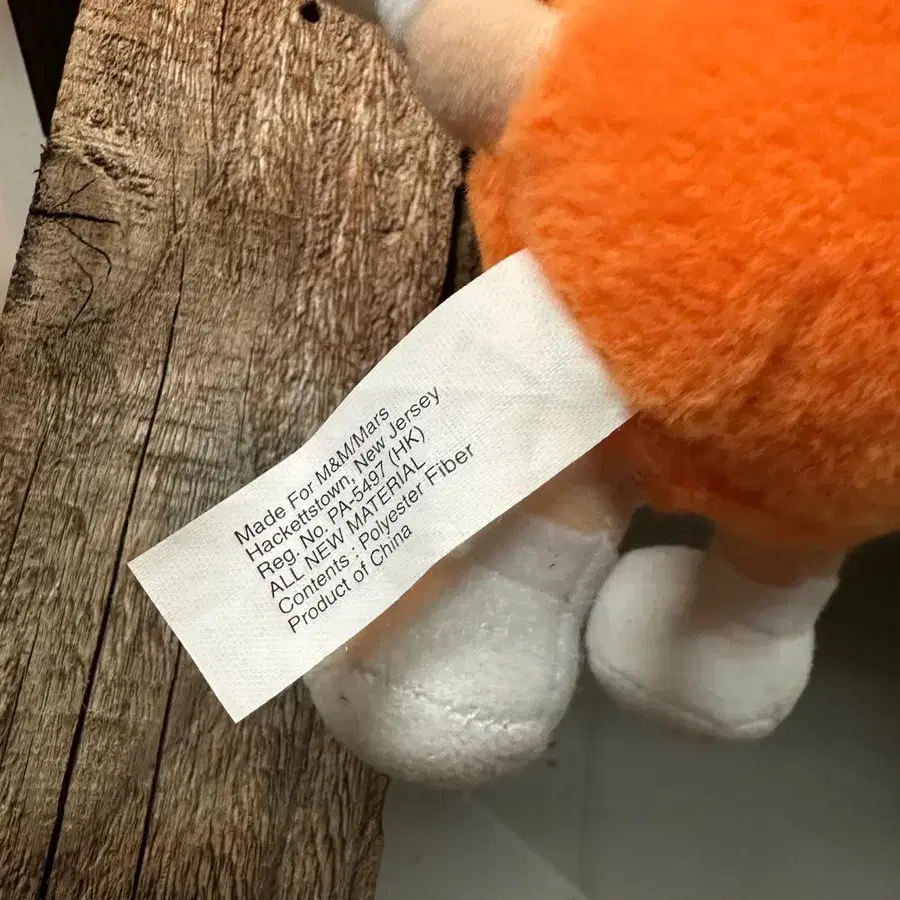 Made For M&M/Mars
Hackettstown, New Jersey
Reg. No. PA-5497 (HK)
ALL NEW MATERIAL
Contents : Polyester Fiber
Product of China